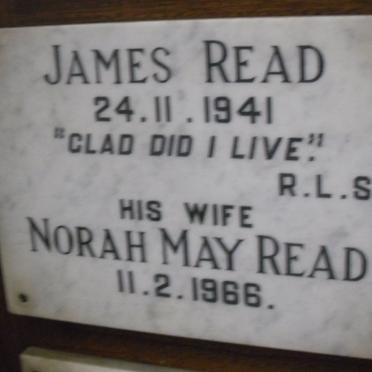 JAMES READ
24.11.1941
"GLAD DID I LIVE".
R.L.S
HIS WIFE
NORAH MAY READ
11.2.1966.